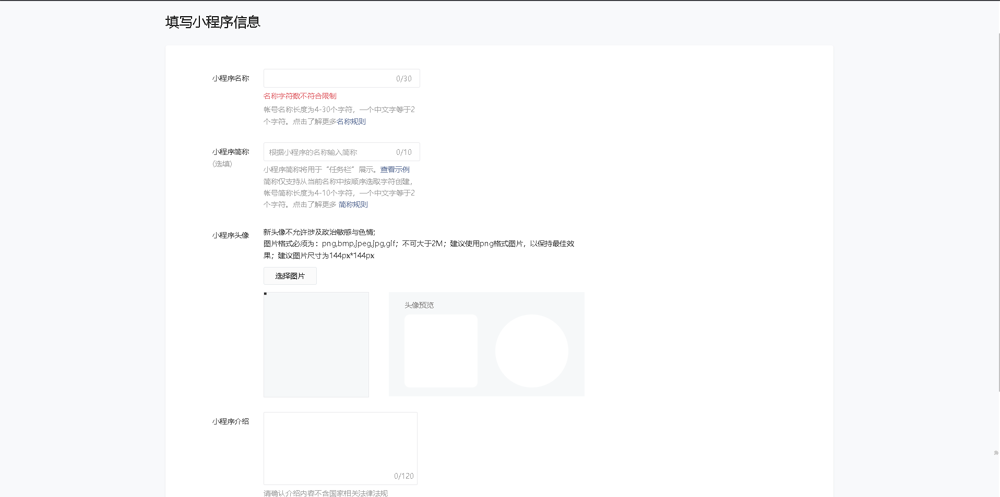 填写小程序信息
小程序名称
0/30
名称字符数不符合限制
帐号名称长度为4-30个字符，一个中文字等于2
个字符。点击了解更多名称规则
小程序简称
(选填)
根据小程序的名称输入简称
0/10
小程序简称将用于“任务栏”展示。查看示例
简称仅支持从当前名称中按顺序选取字符创建，
帐号简称长度为4-10个字符，一个中文字等于2
个字符。点击了解更多 简称规则
小程序头像
新头像不允许涉及政治敏感与色情;
图片格式必须为：png,bmp,jpeg,jpg,gif；不可大于2M；建议使用png格式图片，以保持最佳效
果；建议图片尺寸为144px*144px
选择图片
头像预览
小程序介绍
0/120
请确认介绍内容不含国家相关法律法规